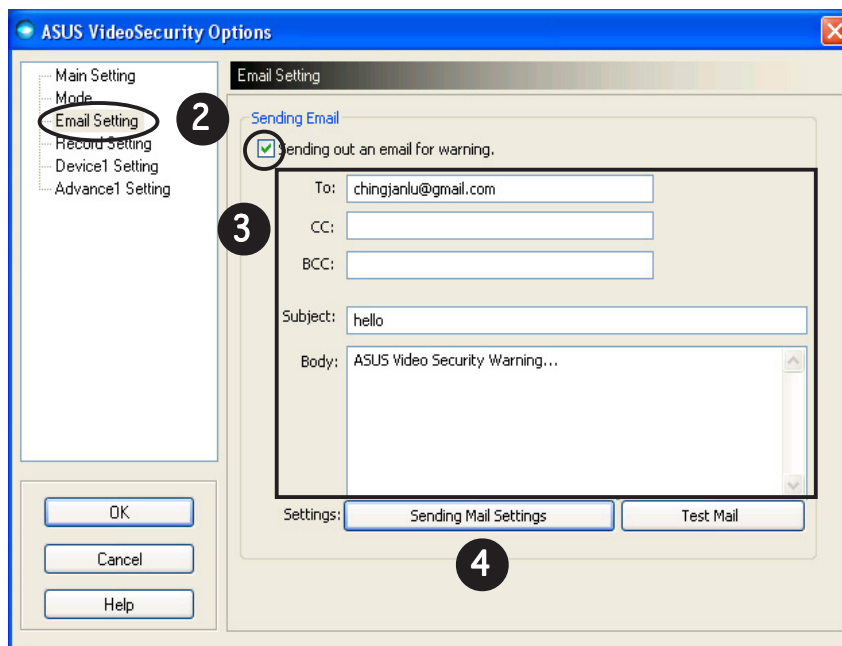 ASUS VideoSecurity Options
Main Setting
Mode
Email Setting
Record Setting
Device1 Setting
Advance1 Setting
2
Email Setting
Sending Email
Sending out an email for warning.
3
To: chingjanlu@gmail.com
CC:
BCC:
Subject: hello
Body: ASUS Video Security Warning...
Settings: Sending Mail Settings Test Mail
4
OK
Cancel
Help